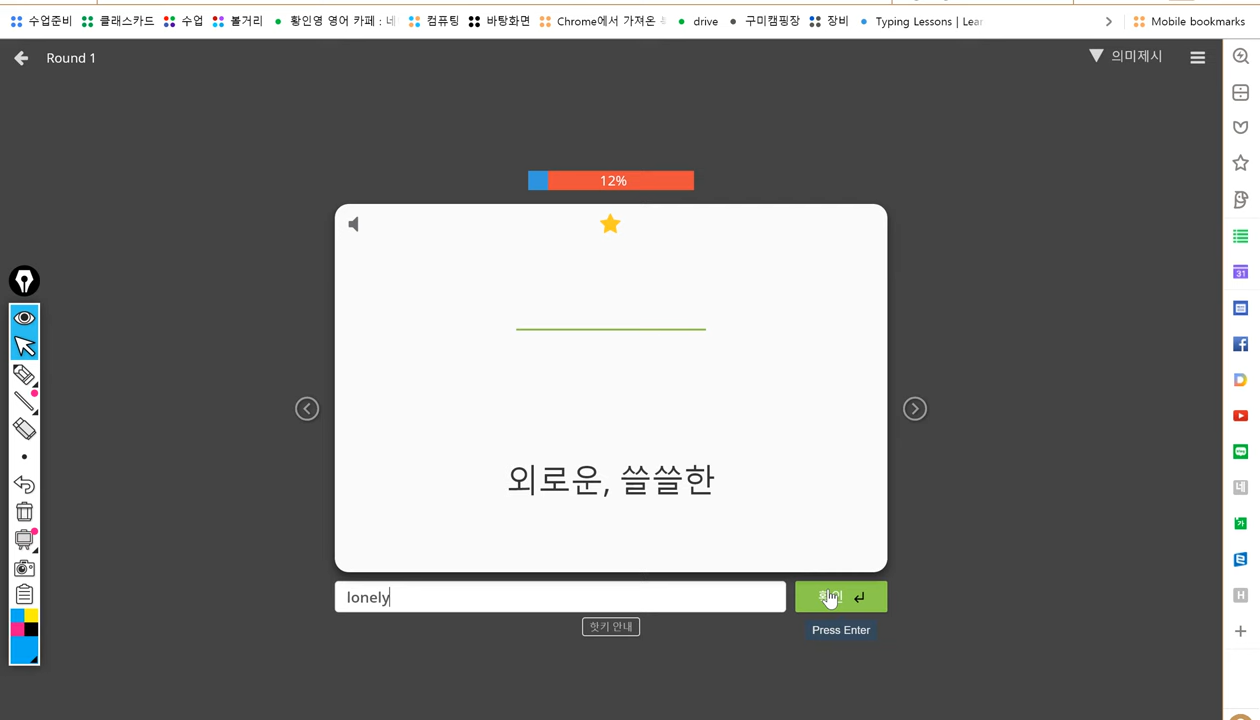 수업준비 클래스카드 수업 볼거리 황인영 영어 카페 : 네 컴퓨팅 바탕화면 Chrome에서 가져온 drive 구미캠핑장 장비 Typing Lessons | Lear Mobile bookmarks
Round 1 의미제시
12%
외로운, 쓸쓸한
lonely 확인
핫키 안내 Press Enter
31